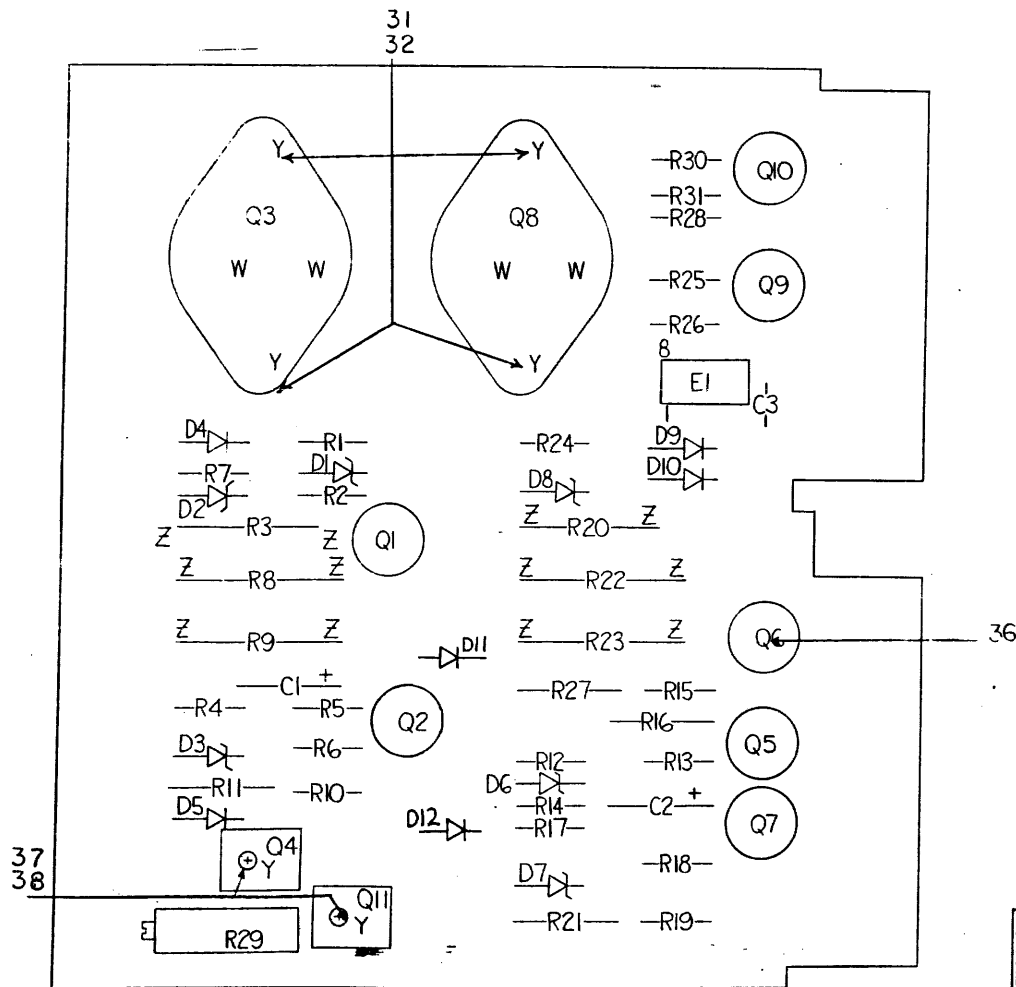 31
32
Y Y
R30 Q10
R31
Q3 Q8 R28
W W W W R25 Q9
R26
Y Y 8
E1
1 C3
D4 R1 R24 D9
R7 D1 D8 D10
D2 R2
Z R3 Z Q1 Z R20 Z
Z R8 Z Z R22 Z
Z R9 Z Z R23 Z Q6 36
D11
C1 + R27 R15
R4 R5 Q2 R16
D3 R6 R12 R13 Q5
D6
R11 R10 R14 C2 + Q7
D5 D12 R17
Q4
37 Y R18
38 D7
Q11
R29 Y R21 R19